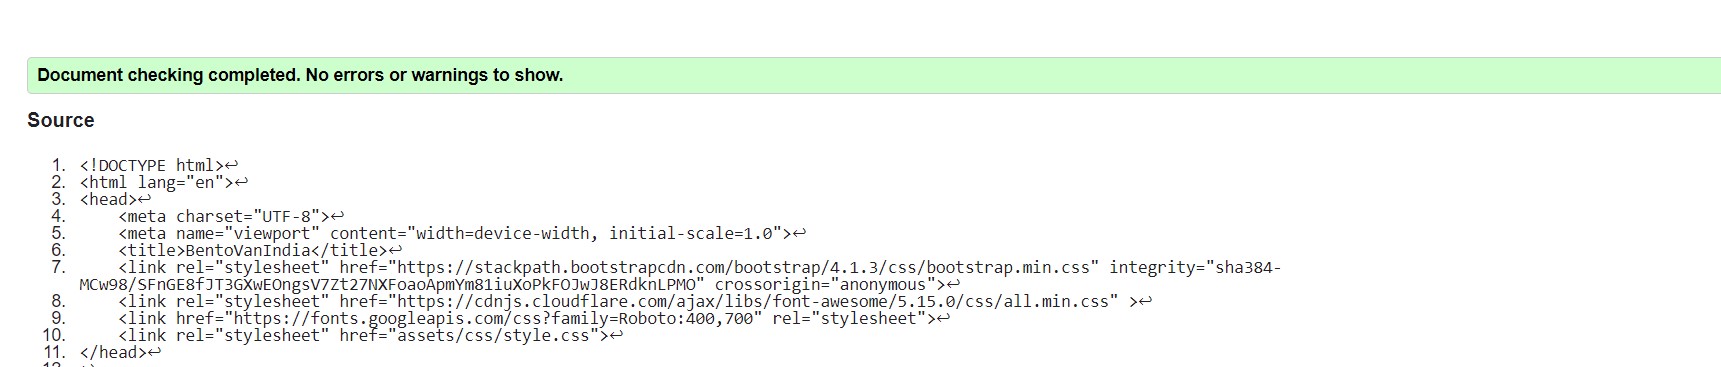 Document checking completed. No errors or warnings to show.
Source
1. <!DOCTYPE html>↩
2. <html lang="en">↩
3. <head>↩
4. <meta charset="UTF-8">↩
5. <meta name="viewport" content="width=device-width, initial-scale=1.0">↩
6. <title>BentoVanIndia</title>↩
7. <link rel="stylesheet" href="https://stackpath.bootstrapcdn.com/bootstrap/4.1.3/css/bootstrap.min.css" integrity="sha384-
MCw98/SFnGE8fJT3GXwEOngsV7Zt27NXFoaoApmYm81iuXoPkFOJwJ8ERdknLPMO" crossorigin="anonymous">↩
8. <link rel="stylesheet" href="https://cdnjs.cloudflare.com/ajax/libs/font-awesome/5.15.0/css/all.min.css" >↩
9. <link href="https://fonts.googleapis.com/css?family=Roboto:400,700" rel="stylesheet">↩
10. <link rel="stylesheet" href="assets/css/style.css">↩
11. </head>↩